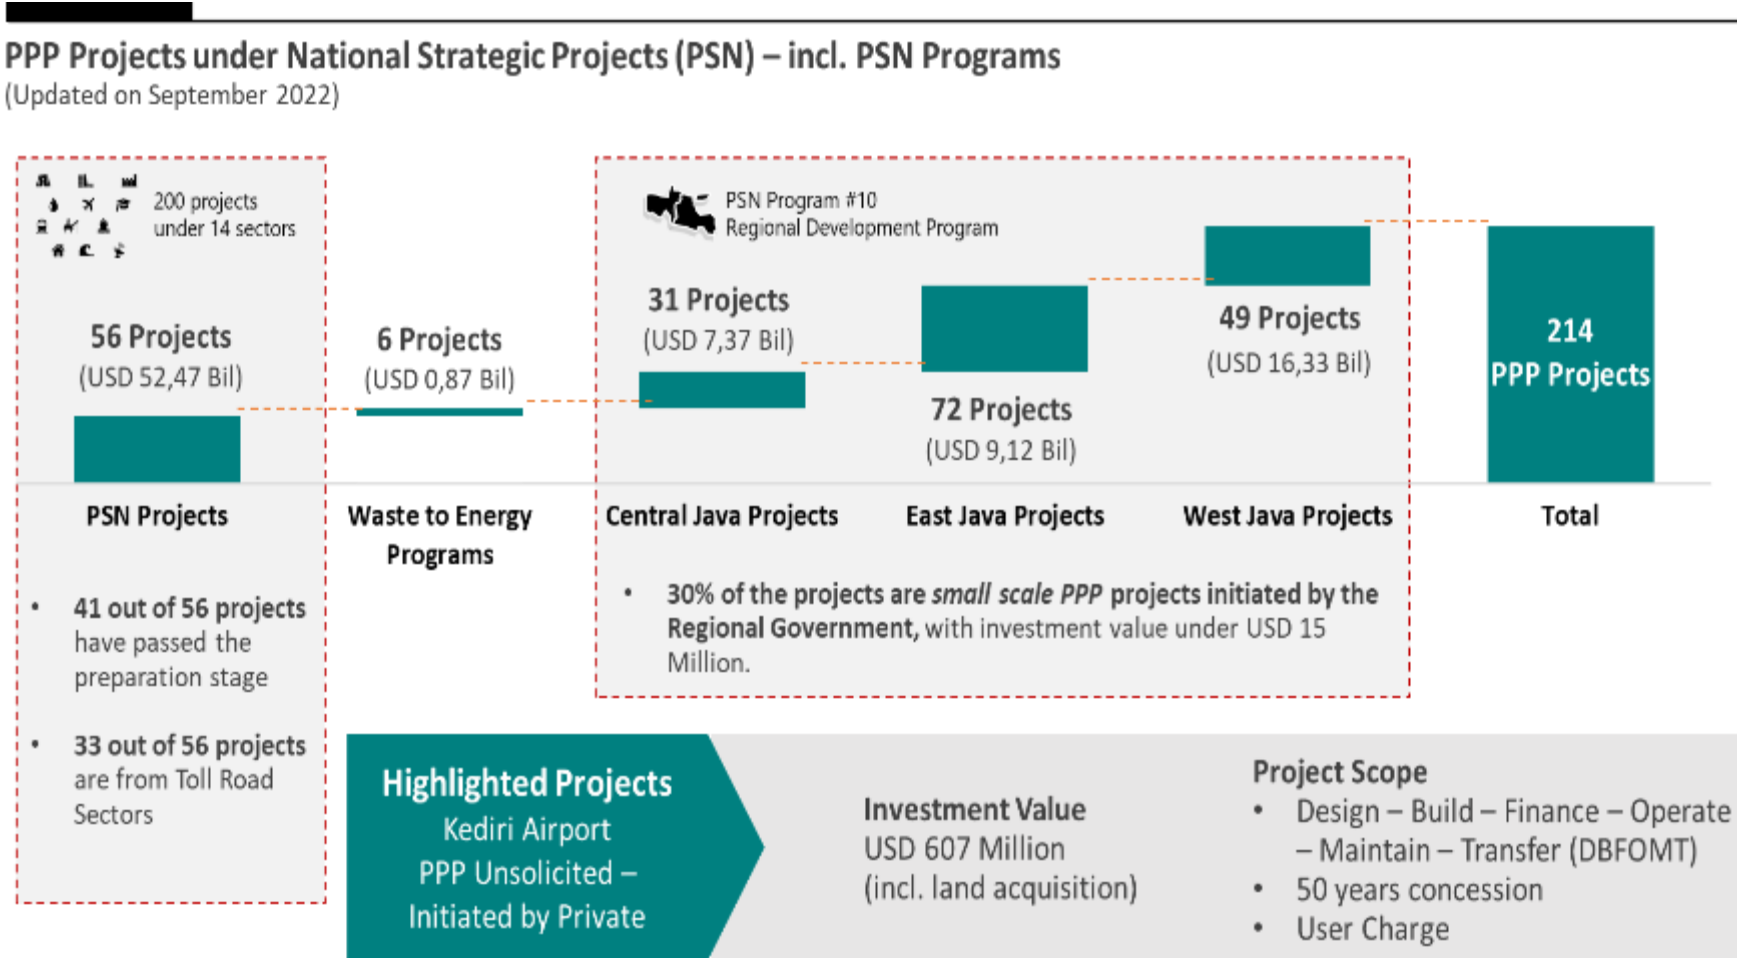 PPP Projects under National Strategic Projects (PSN) – incl. PSN Programs
(Updated on September 2022)
200 projects
under 14 sectors
56 Projects
(USD 52,47 Bil)
6 Projects
(USD 0,87 Bil)
PSN Program #10
Regional Development Program
31 Projects
(USD 7,37 Bil)
72 Projects
(USD 9,12 Bil)
49 Projects
(USD 16,33 Bil)
214
PPP Projects
PSN Projects
Waste to Energy
Programs
Central Java Projects
East Java Projects
West Java Projects
Total
• 41 out of 56 projects
have passed the
preparation stage
• 33 out of 56 projects
are from Toll Road
Sectors
• 30% of the projects are small scale PPP projects initiated by the
Regional Government, with investment value under USD 15
Million.
Highlighted Projects
Kediri Airport
PPP Unsolicited –
Initiated by Private
Investment Value
USD 607 Million
(incl. land acquisition)
Project Scope
• Design – Build – Finance – Operate
– Maintain – Transfer (DBFOMT)
• 50 years concession
• User Charge